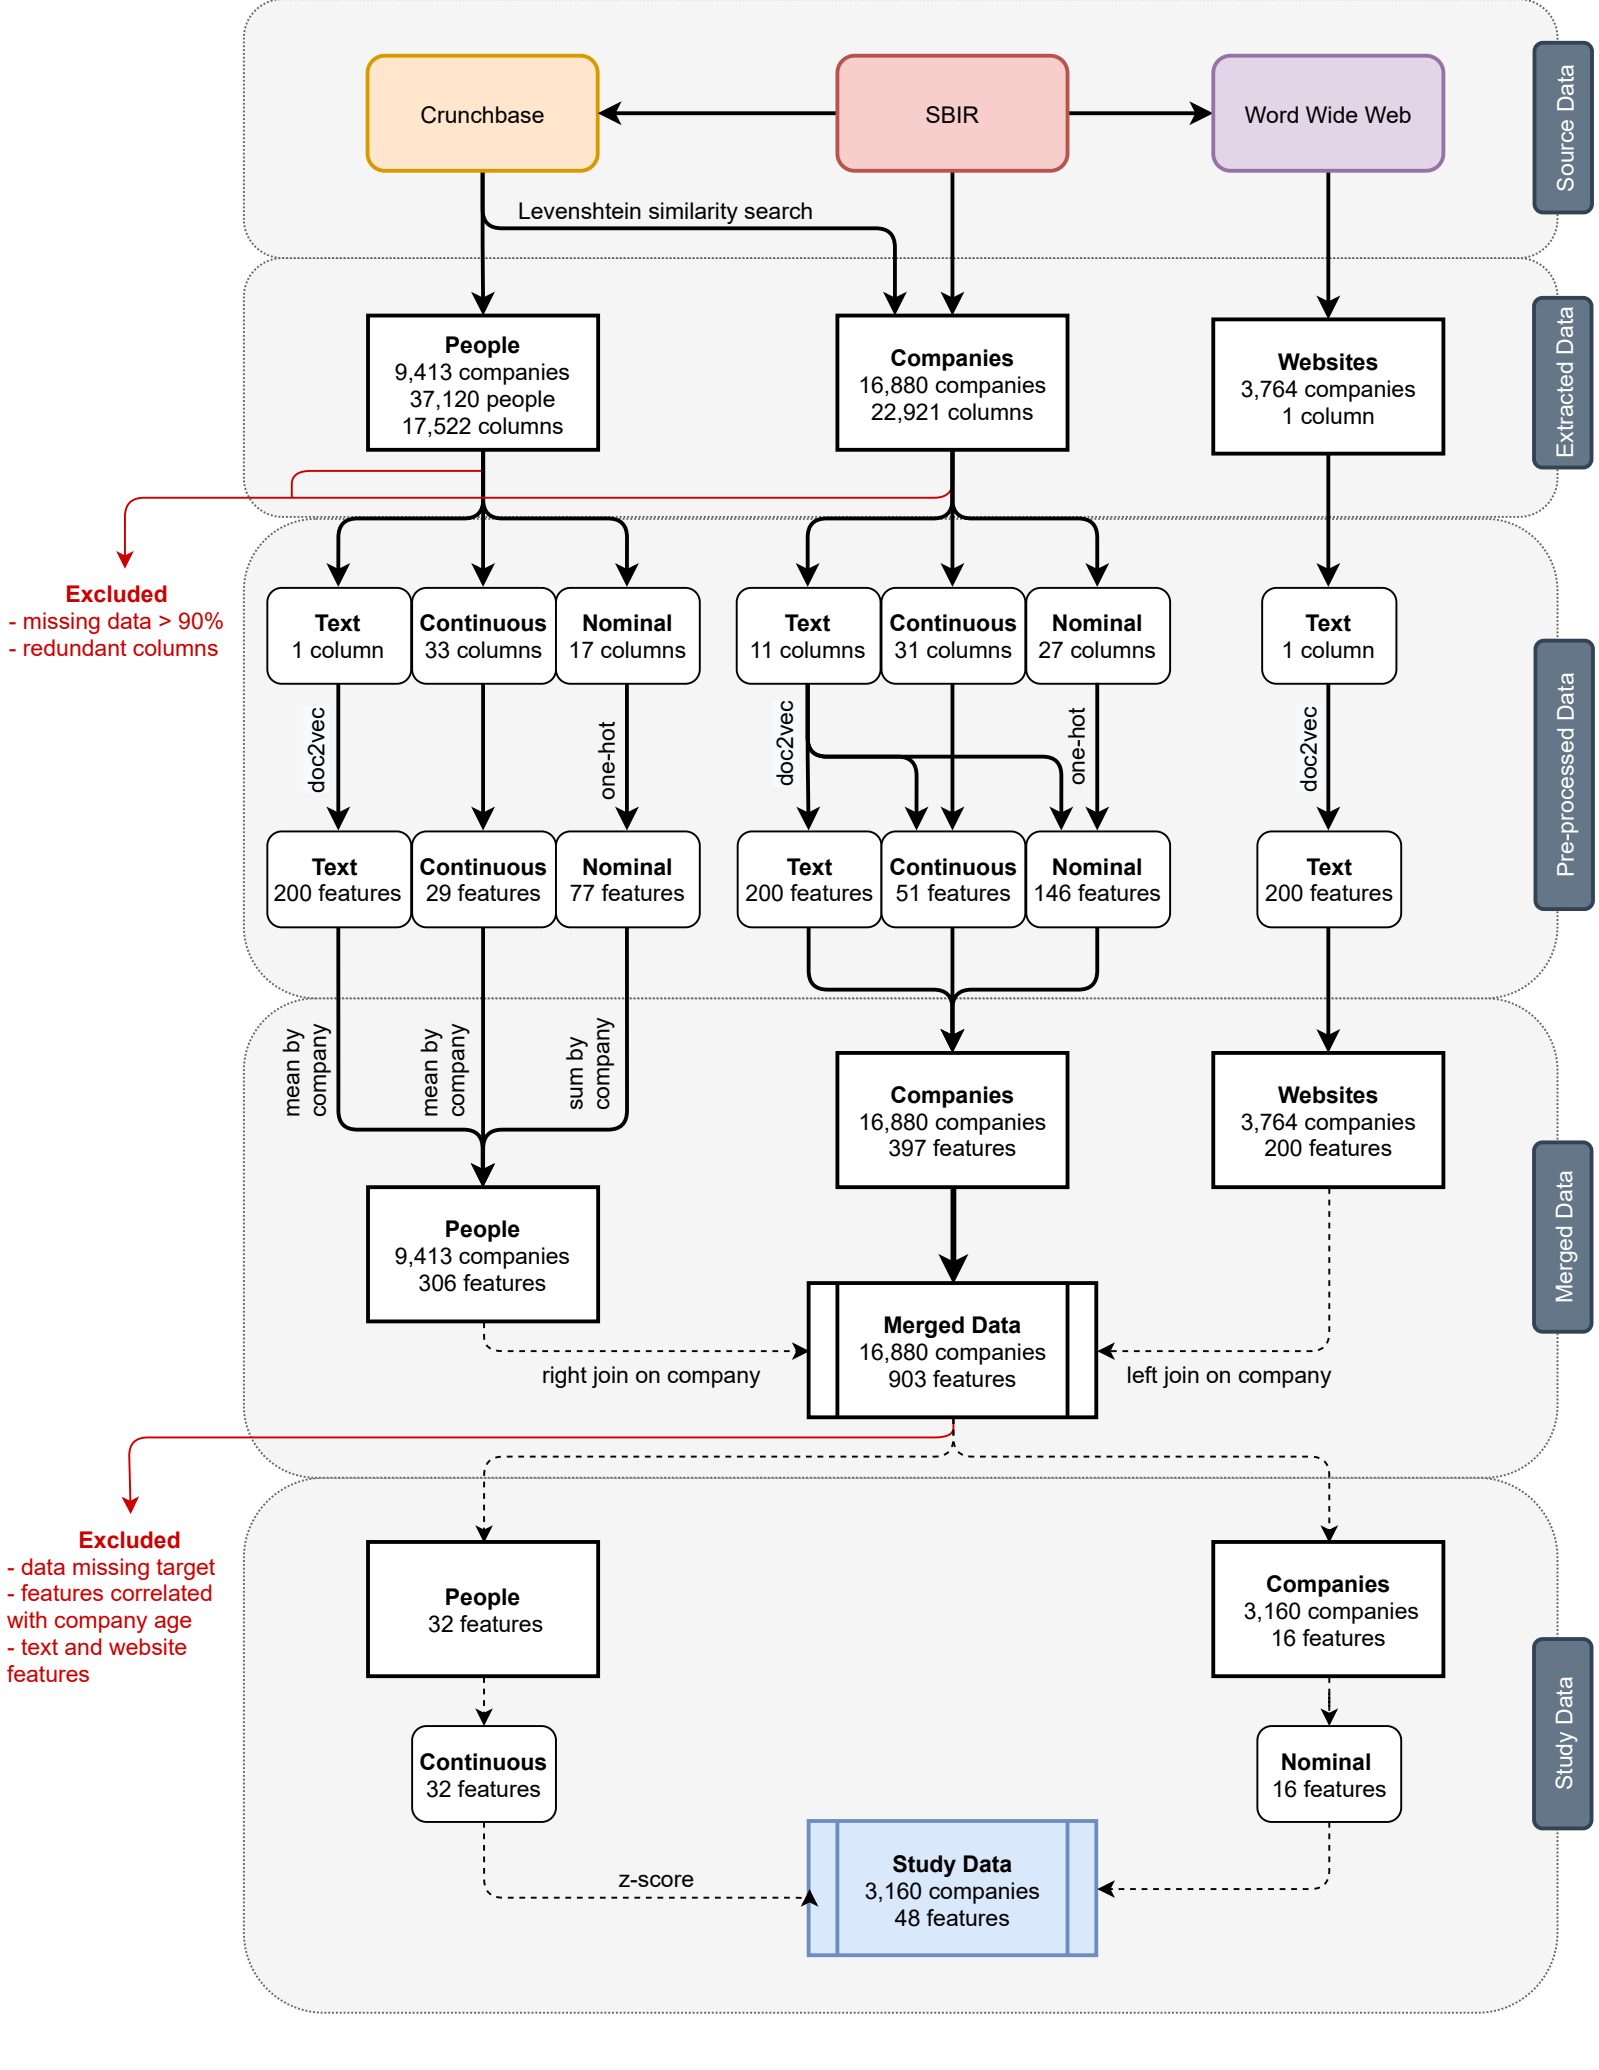 Crunchbase
SBIR
Word Wide Web
Source Data
Levenshtein similarity search
People
9,413 companies
37,120 people
17,522 columns
Companies
16,880 companies
22,921 columns
Websites
3,764 companies
1 column
Extracted Data
Excluded
- missing data > 90%
- redundant columns
Text
1 column
Continuous
33 columns
Nominal
17 columns
Text
11 columns
Continuous
31 columns
Nominal
27 columns
Text
1 column
doc2vec
one-hot
doc2vec
one-hot
doc2vec
Pre-processed Data
Text
200 features
Continuous
29 features
Nominal
77 features
Text
200 features
Continuous
51 features
Nominal
146 features
Text
200 features
mean by
company
mean by
company
sum by
company
Companies
16,880 companies
397 features
Websites
3,764 companies
200 features
Merged Data
People
9,413 companies
306 features
Merged Data
16,880 companies
903 features
right join on company
left join on company
Excluded
- data missing target
- features correlated
with company age
- text and website
features
People
32 features
Companies
3,160 companies
16 features
Study Data
Continuous
32 features
Nominal
16 features
z-score
Study Data
3,160 companies
48 features